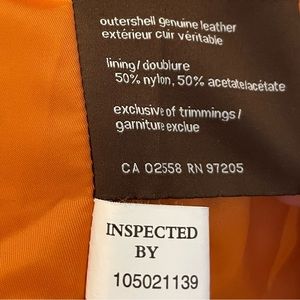 outershell genuine leather
extérieur cuir véritable
lining/doublure
50% nylon, 50% acetate/acétate
exclusive of trimmings/
garniture exclue
CA 02558 RN 97205
INSPECTED
BY
105021139